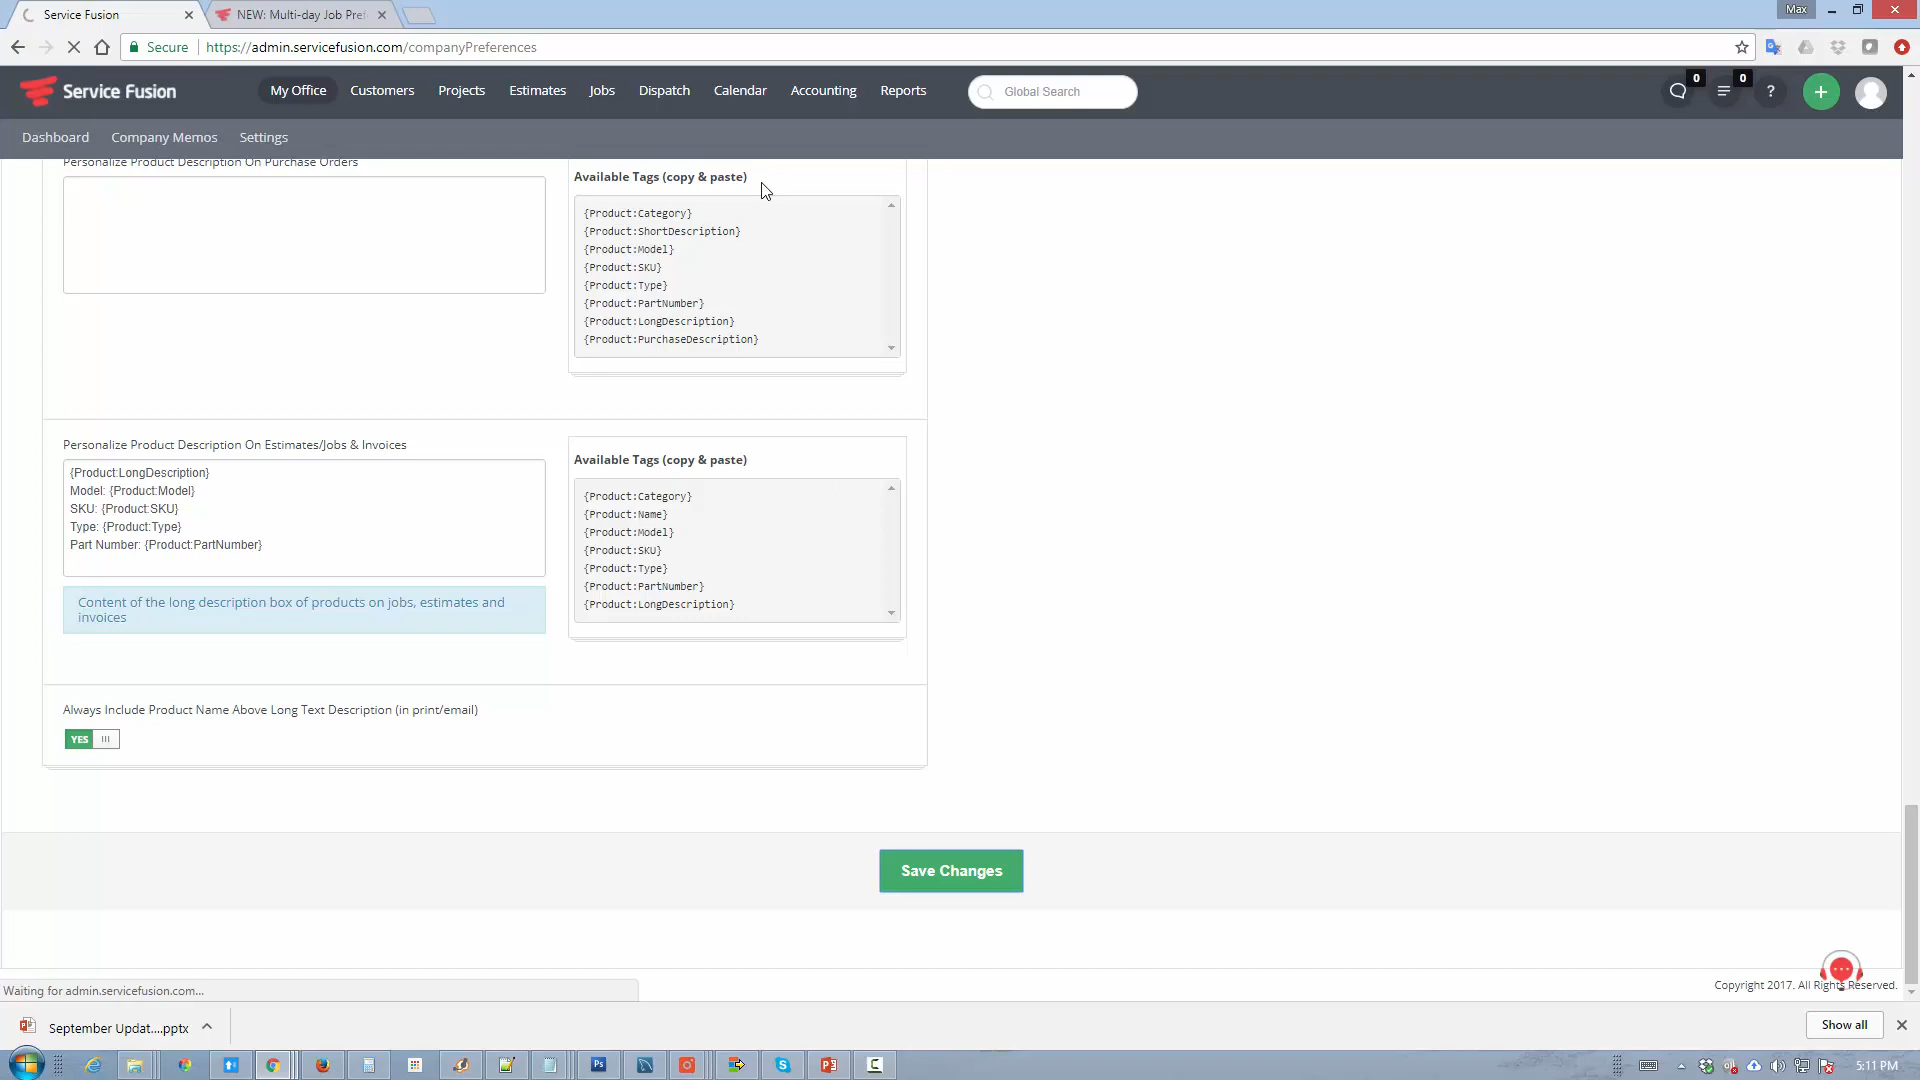 Service Fusion
NEW: Multi-day Job Pref
Max
Secure
https://admin.servicefusion.com/companyPreferences
Service Fusion
My Office
Customers
Projects
Estimates
Jobs
Dispatch
Calendar
Accounting
Reports
Global Search
0
0
?
+
Dashboard
Company Memos
Settings
Personalize Product Description On Purchase Orders
Available Tags (copy & paste)
{Product:Category}
{Product:ShortDescription}
{Product:Model}
{Product:SKU}
{Product:Type}
{Product:PartNumber}
{Product:LongDescription}
{Product:PurchaseDescription}
Personalize Product Description On Estimates/Jobs & Invoices
{Product:LongDescription}
Model: {Product:Model}
SKU: {Product:SKU}
Type: {Product:Type}
Part Number: {Product:PartNumber}
Content of the long description box of products on jobs, estimates and
invoices
Available Tags (copy & paste)
{Product:Category}
{Product:Name}
{Product:Model}
{Product:SKU}
{Product:Type}
{Product:PartNumber}
{Product:LongDescription}
Always Include Product Name Above Long Text Description (in print/email)
YES
Save Changes
Copyright 2017. All Rights Reserved.
Waiting for admin.servicefusion.com...
September Updat....pptx
Show all
Ps
5:11 PM